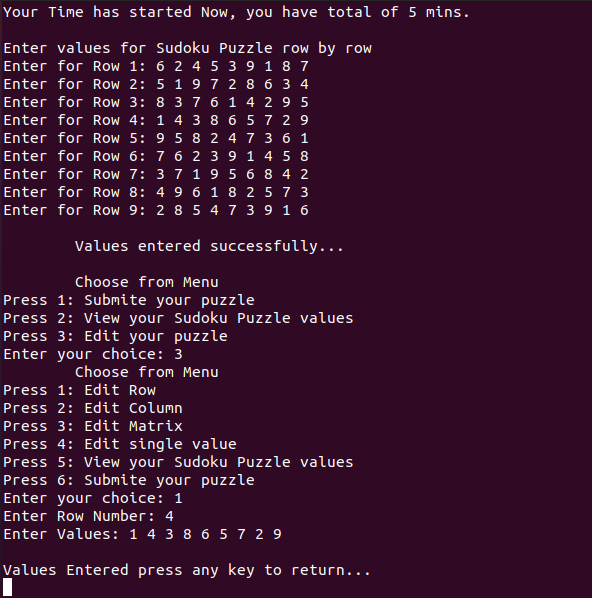 Your Time has started Now, you have total of 5 mins.
Enter values for Sudoku Puzzle row by row
Enter for Row 1: 6 2 4 5 3 9 1 8 7
Enter for Row 2: 5 1 9 7 2 8 6 3 4
Enter for Row 3: 8 3 7 6 1 4 2 9 5
Enter for Row 4: 1 4 3 8 6 5 7 2 9
Enter for Row 5: 9 5 8 2 4 7 3 6 1
Enter for Row 6: 7 6 2 3 9 1 4 5 8
Enter for Row 7: 3 7 1 9 5 6 8 4 2
Enter for Row 8: 4 9 6 1 8 2 5 7 3
Enter for Row 9: 2 8 5 4 7 3 9 1 6
Values entered successfully...
Choose from Menu
Press 1: Submite your puzzle
Press 2: View your Sudoku Puzzle values
Press 3: Edit your puzzle
Enter your choice: 3
Choose from Menu
Press 1: Edit Row
Press 2: Edit Column
Press 3: Edit Matrix
Press 4: Edit single value
Press 5: View your Sudoku Puzzle values
Press 6: Submite your puzzle
Enter your choice: 1
Enter Row Number: 4
Enter Values: 1 4 3 8 6 5 7 2 9
Values Entered press any key to return...